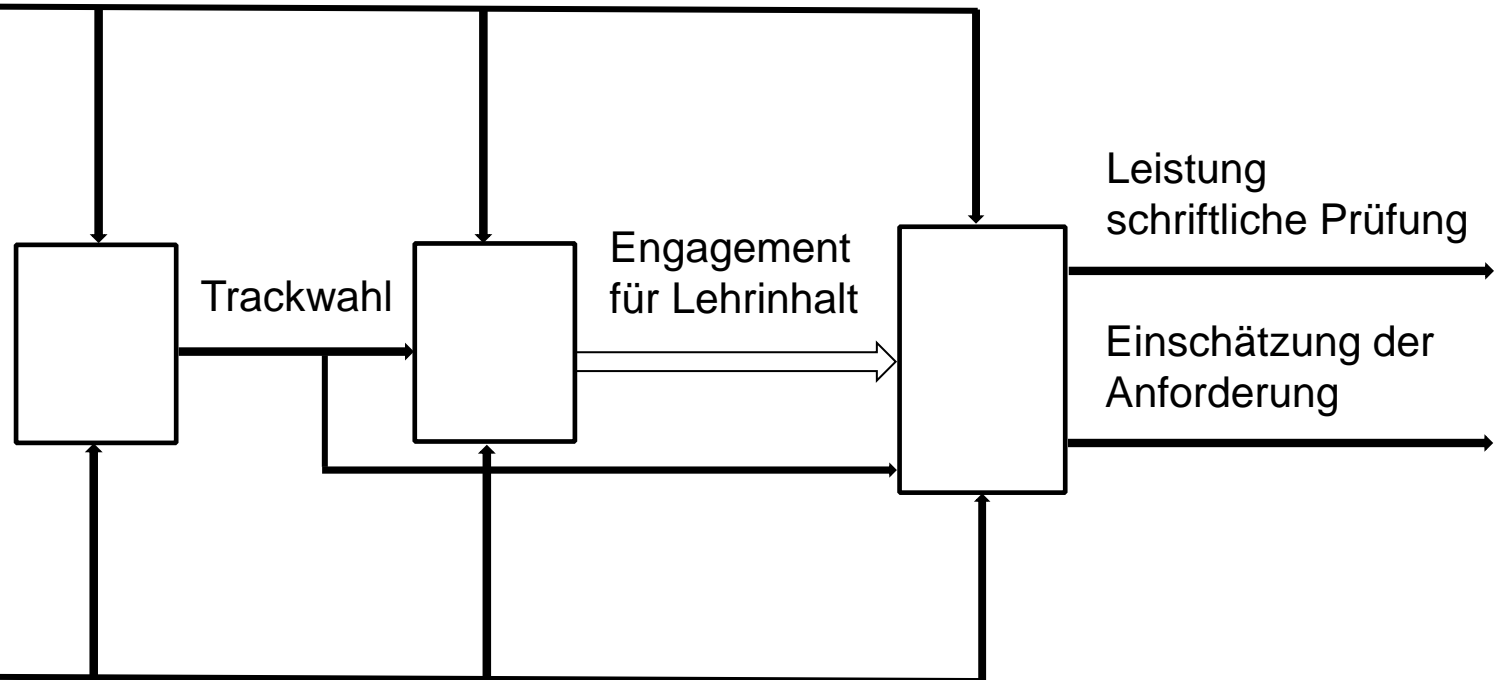 Leistung
schriftliche Prüfung
Engagement
für Lehrinhalt
Trackwahl
Einschätzung der
Anforderung